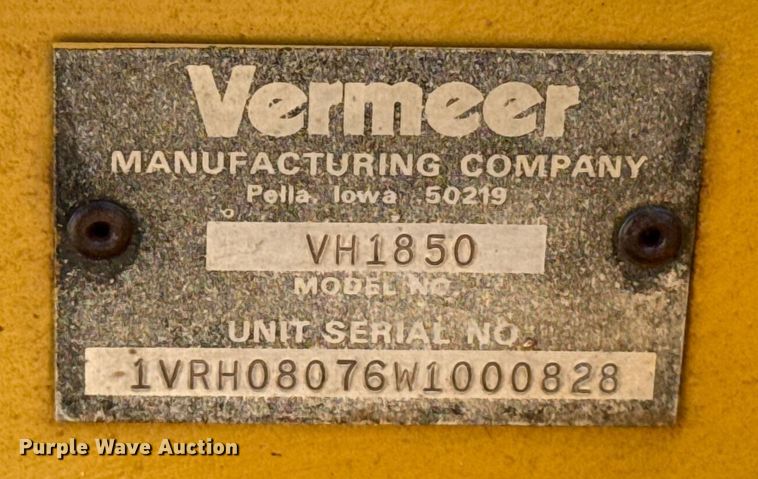 Vermeer
MANUFACTURING COMPANY
Pella, Iowa 50219
VH1850
MODEL NO.
UNIT SERIAL NO.
1VRH08076W1000828
Purple Wave Auction